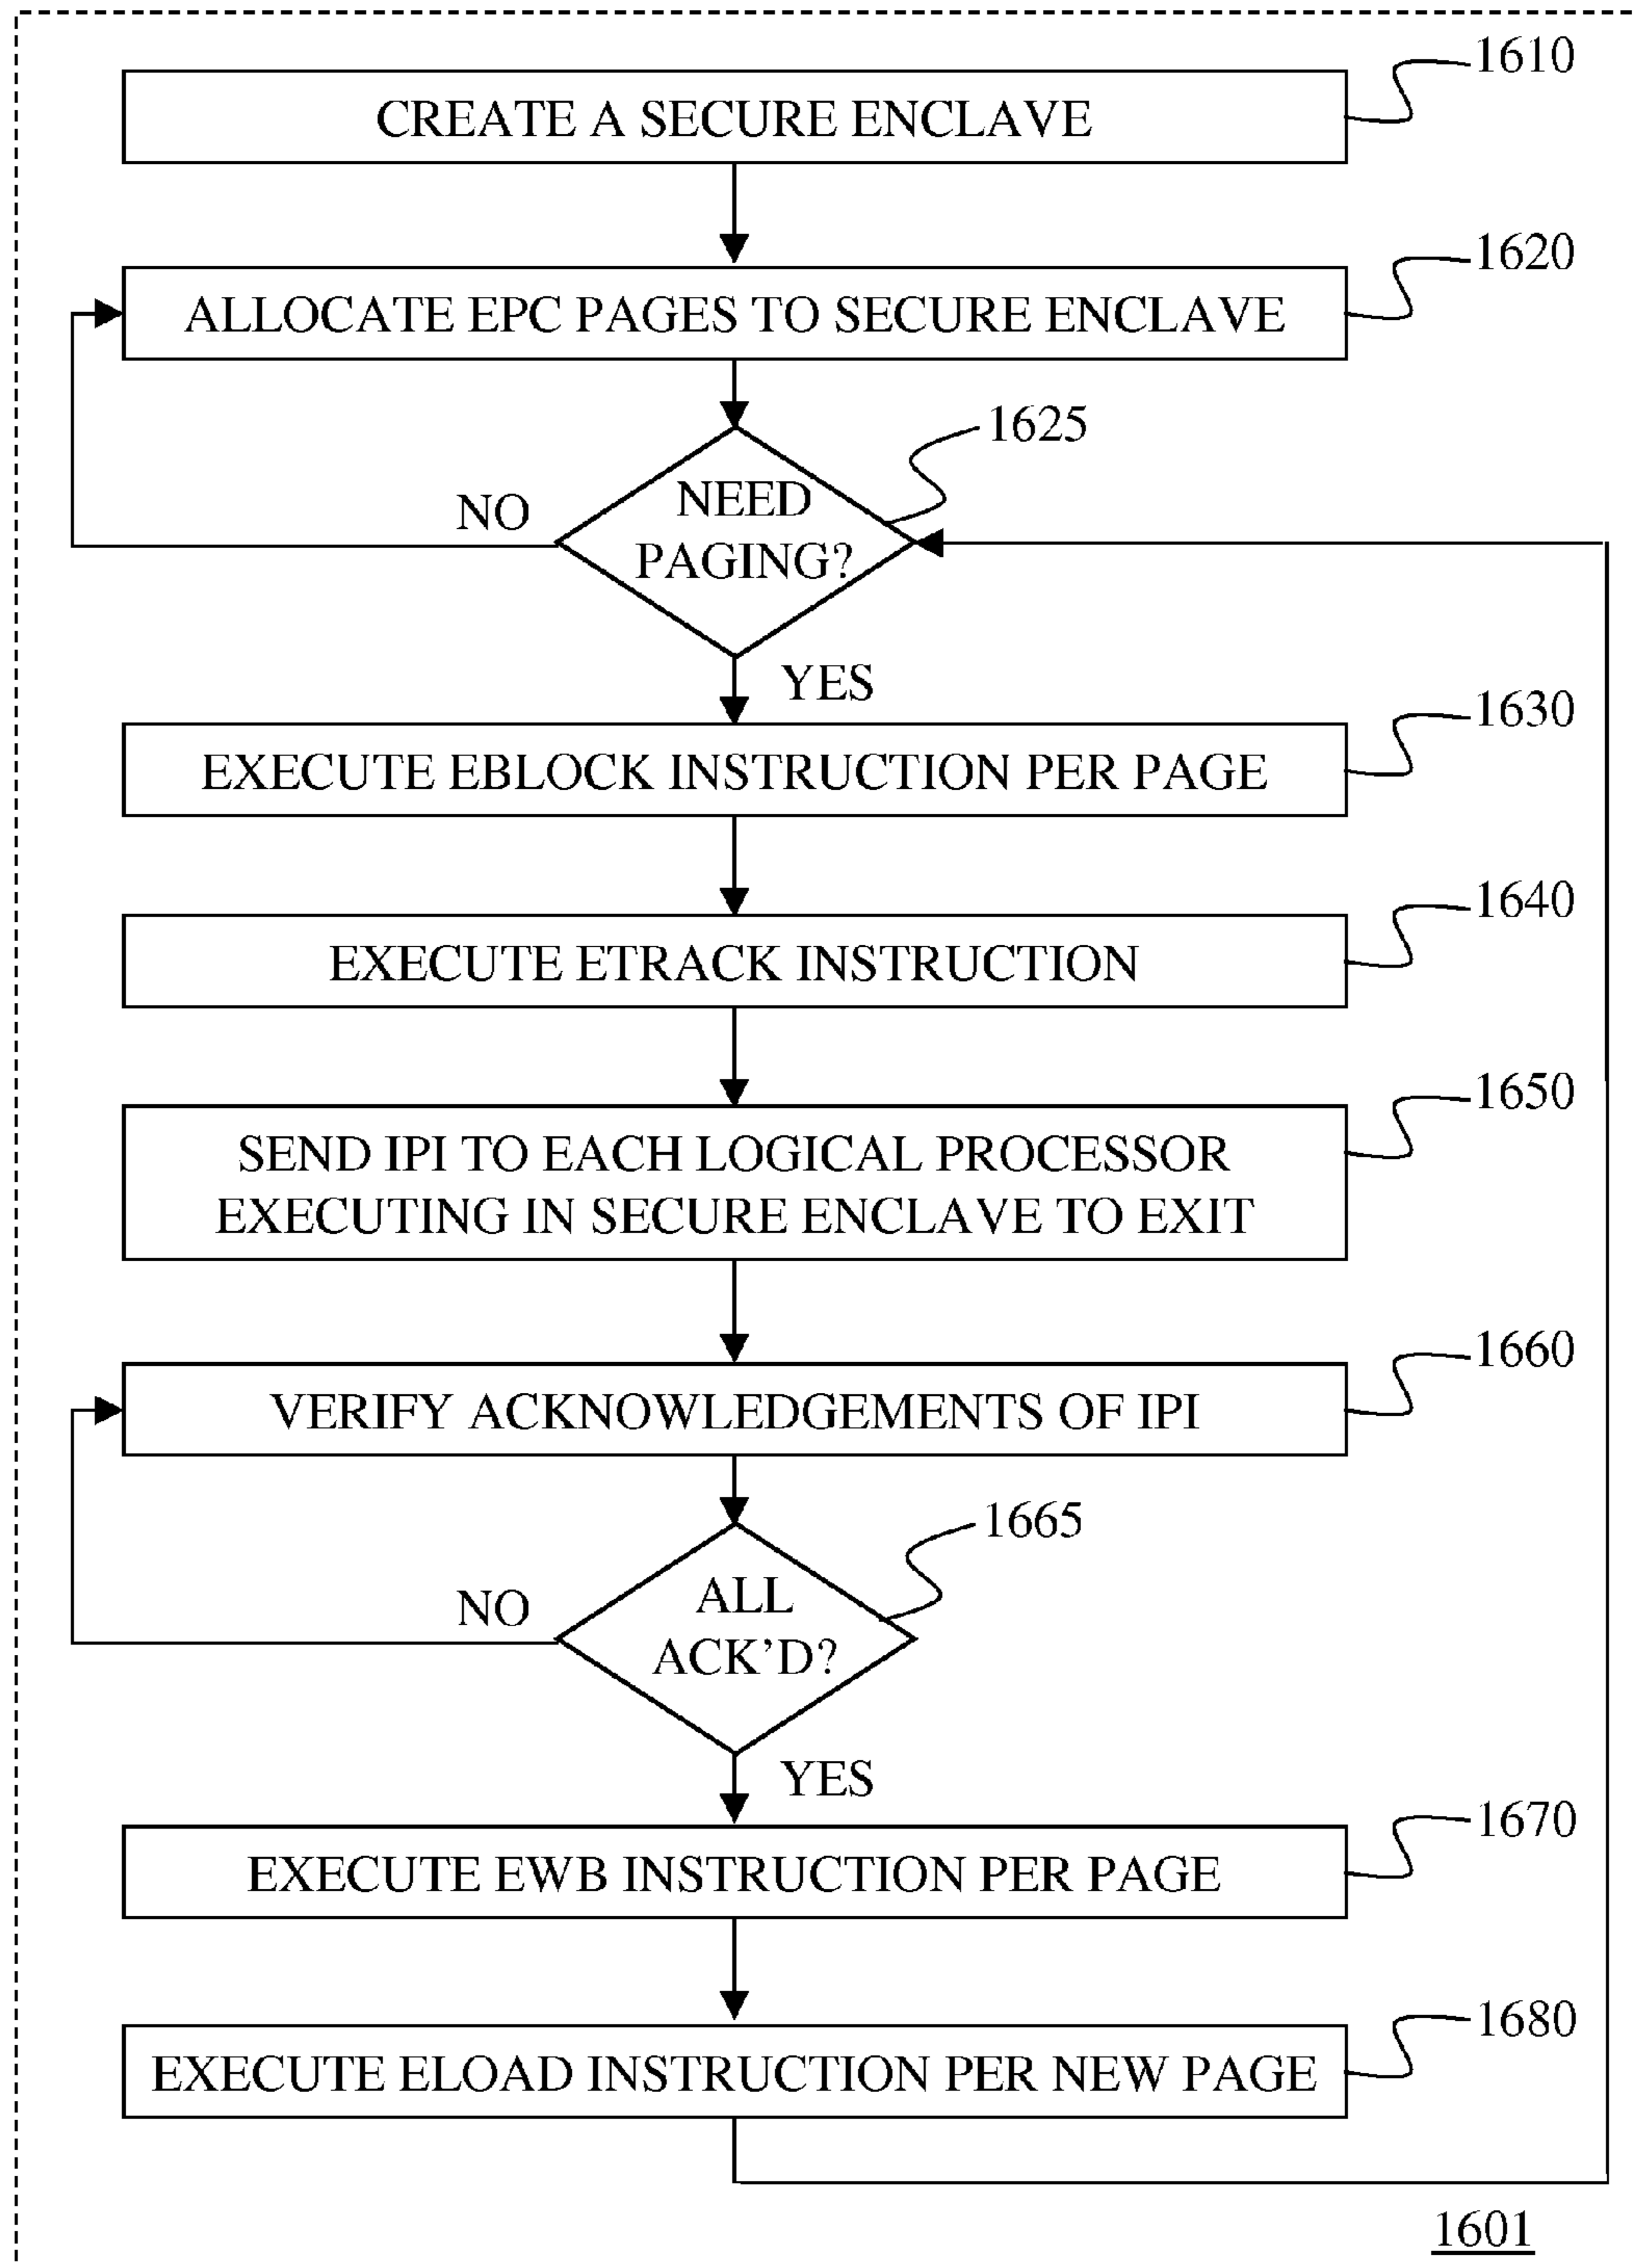 1610
CREATE A SECURE ENCLAVE
1620
ALLOCATE EPC PAGES TO SECURE ENCLAVE
1625
NEED
PAGING?
NO
YES
1630
EXECUTE EBLOCK INSTRUCTION PER PAGE
1640
EXECUTE ETRACK INSTRUCTION
1650
SEND IPI TO EACH LOGICAL PROCESSOR
EXECUTING IN SECURE ENCLAVE TO EXIT
1660
VERIFY ACKNOWLEDGEMENTS OF IPI
1665
ALL
ACK’D?
NO
YES
1670
EXECUTE EWB INSTRUCTION PER PAGE
1680
EXECUTE ELOAD INSTRUCTION PER NEW PAGE
1601